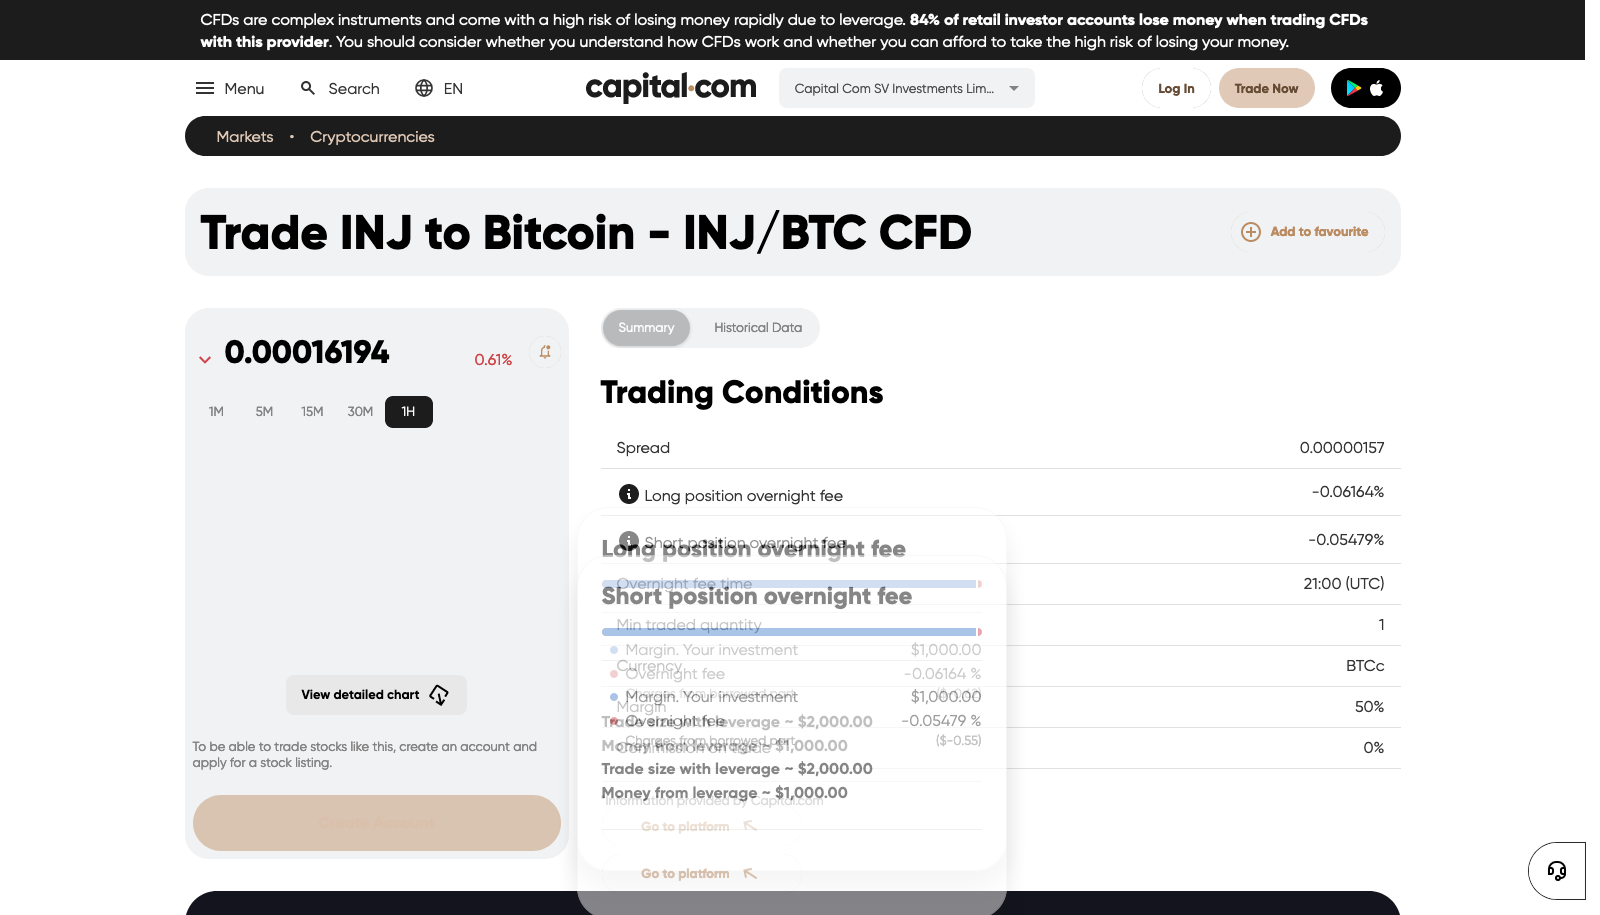 CFDs are complex instruments and come with a high risk of losing money rapidly due to leverage. 84% of retail investor accounts lose money when trading CFDs
with this provider. You should consider whether you understand how CFDs work and whether you can afford to take the high risk of losing your money.
Menu
Search
EN
capital.com
Capital Com SV Investments Lim...
Log In
Trade Now
Markets • Cryptocurrencies
Trade INJ to Bitcoin - INJ/BTC CFD
Add to favourite
0.00016194
0.61%
1M 5M 15M 30M 1H
View detailed chart
To be able to trade stocks like this, create an account and
apply for a stock listing.
Create Account
Summary
Historical Data
Trading Conditions
Spread 0.00000157
Long position overnight fee -0.06164%
Short position overnight fee -0.05479%
Overnight fee time 21:00 (UTC)
Min traded quantity 1
Currency BTCc
Margin 50%
Commission on trade 0%
Information provided by Capital.com
Long position overnight fee
Margin. Your investment $1,000.00
Overnight fee -0.06164 %
Charges from borrowed part
Trade size with leverage ~ $2,000.00
Money from leverage ~ $1,000.00
Go to platform
Short position overnight fee
Margin. Your investment $1,000.00
Overnight fee -0.05479 %
Charges from borrowed part ($-0.55)
Trade size with leverage ~ $2,000.00
Money from leverage ~ $1,000.00
Go to platform